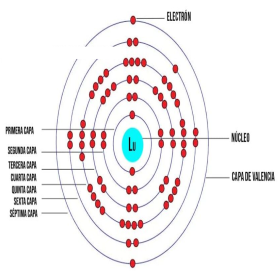 ELECTRÓN
PRIMERA CAPA
SEGUNDA CAPA
TERCERA CAPA
CUARTA CAPA
QUINTA CAPA
SEXTA CAPA
SÉPTIMA CAPA
Lu
NÚCLEO
CAPA DE VALENCIA